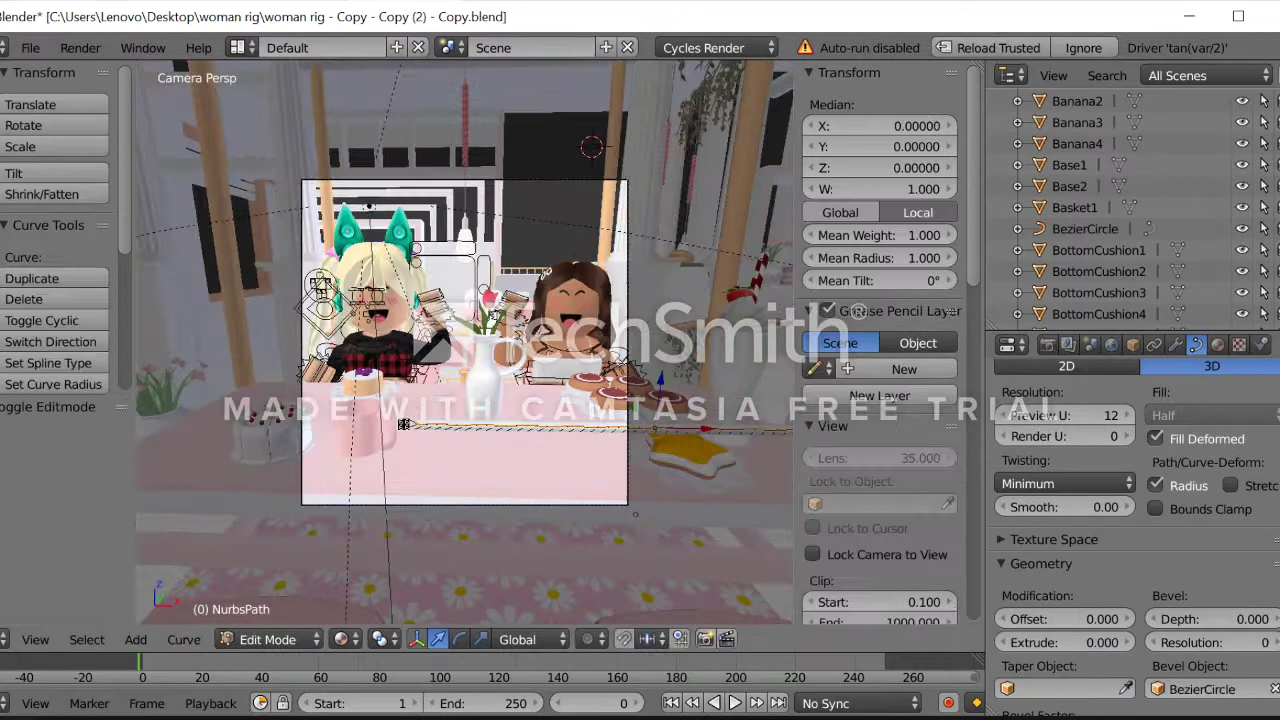 Blender* [C:\Users\Lenovo\Desktop\woman rig\woman rig - Copy - Copy (2) - Copy.blend]
File Render Window Help Default Scene Cycles Render Auto-run disabled Reload Trusted Ignore Driver 'tan(var/2)'
Transform
Translate
Rotate
Scale
Tilt
Shrink/Fatten
Curve Tools
Curve:
Duplicate
Delete
Toggle Cyclic
Switch Direction
Set Spline Type
Set Curve Radius
oggle Editmode
Camera Persp
(0) NurbsPath
TechSmith®
MADE WITH CAMTASIA FREE TRIAL
Transform
Median:
X: 0.00000
Y: 0.00000
Z: 0.00000
W: 1.000
Global Local
Mean Weight: 1.000
Mean Radius: 1.000
Mean Tilt: 0°
Grease Pencil Layer
Scene Object
New
New Layer
View
Lens: 35.000
Lock to Object:
Lock to Cursor
Lock Camera to View
Clip:
Start: 0.100
End: 1000.000
View Search All Scenes
Banana2
Banana3
Banana4
Base1
Base2
Basket1
BezierCircle
BottomCushion1
BottomCushion2
BottomCushion3
BottomCushion4
2D 3D
Resolution: Fill:
Preview U: 12 Half
Render U: 0 Fill Deformed
Twisting: Path/Curve-Deform:
Minimum Radius Stretc
Smooth: 0.00 Bounds Clamp
Texture Space
Geometry
Modification: Bevel:
Offset: 0.000 Depth: 0.000
Extrude: 0.000 Resolution: 0
Taper Object: Bevel Object:
BezierCircle
View Select Add Curve Edit Mode Global
-40 -20 0 20 40 60 80 100 120 140 160 180 200 220 240 260
View Marker Frame Playback Start: 1 End: 250 0 No Sync